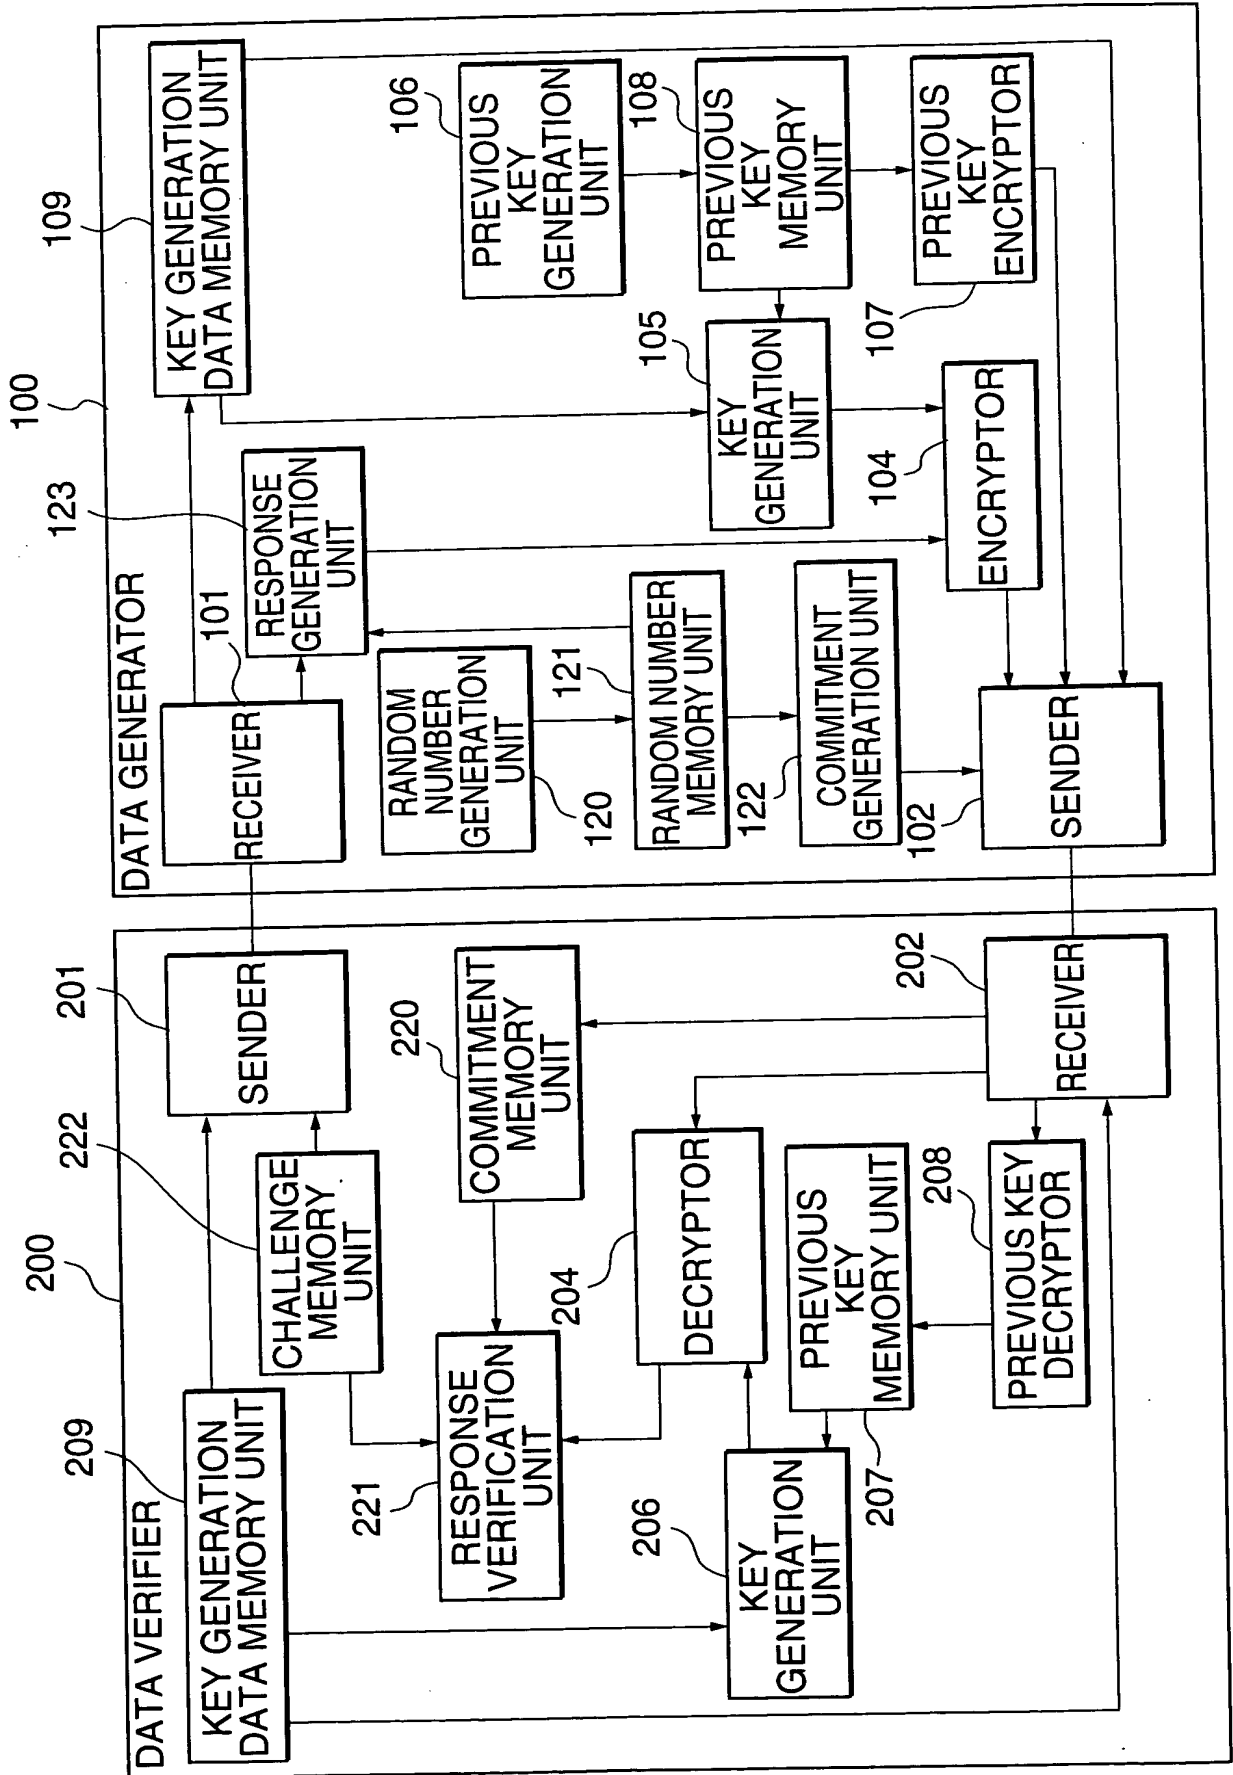 DATA VERIFIER
200
209
KEY GENERATION
DATA MEMORY UNIT
222
CHALLENGE
MEMORY
UNIT
201
SENDER
221
RESPONSE
VERIFICATION
UNIT
220
COMMITMENT
MEMORY
UNIT
204
DECRYPTOR
206
KEY
GENERATION
UNIT
207
PREVIOUS
KEY
MEMORY UNIT
208
PREVIOUS KEY
DECRYPTOR
202
RECEIVER
DATA GENERATOR
100
101
RECEIVER
123
RESPONSE
GENERATION
UNIT
109
KEY GENERATION
DATA MEMORY UNIT
RANDOM
NUMBER
GENERATION
UNIT
120
121
RANDOM NUMBER
MEMORY UNIT
122
COMMITMENT
GENERATION UNIT
102
SENDER
106
PREVIOUS
KEY
GENERATION
UNIT
105
KEY
GENERATION
UNIT
108
PREVIOUS
KEY
MEMORY
UNIT
104
ENCRYPTOR
107
PREVIOUS
KEY
ENCRYPTOR